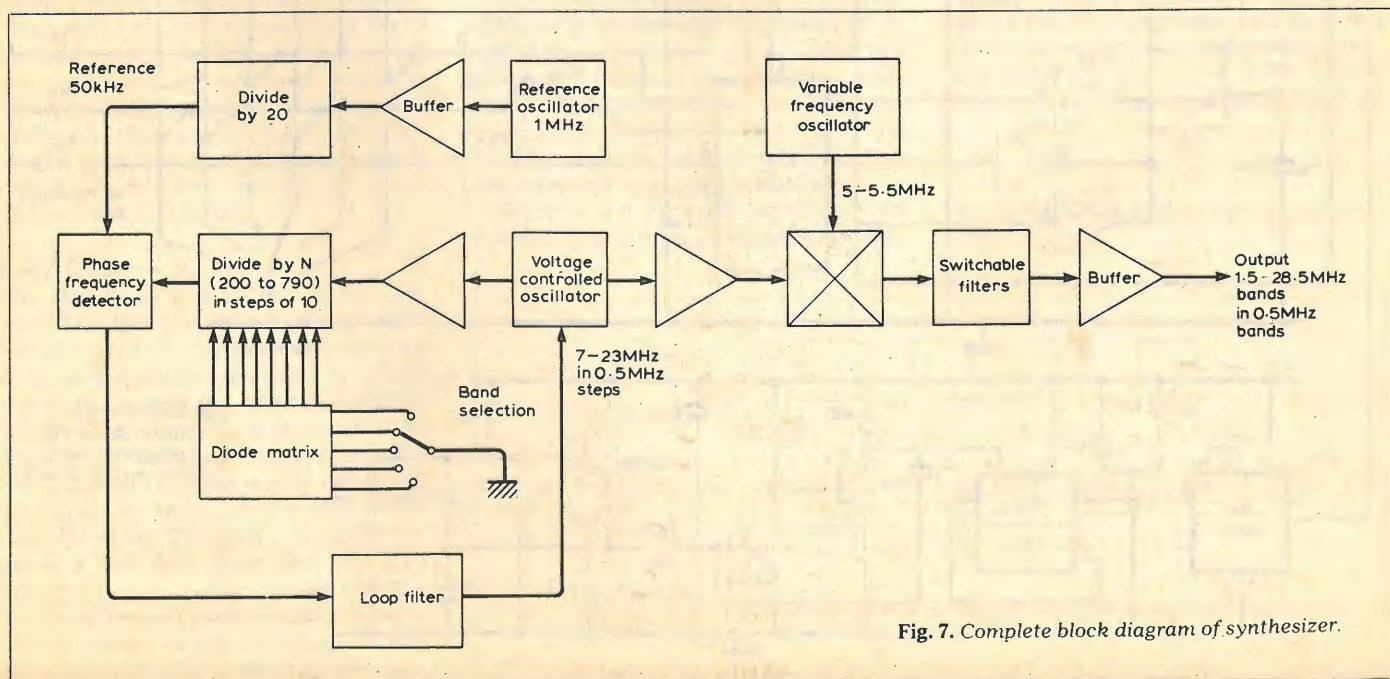 Reference
50kHz
Divide
by 20
Buffer
Reference
oscillator
1MHz
Variable
frequency
oscillator
5-5·5MHz
Phase
frequency
detector
Divide by N
(200 to 790)
in steps of 10
Voltage
controlled
oscillator
Switchable
filters
Buffer
Output
1·5-28·5MHz
bands
in 0·5MHz
bands
7-23MHz
in 0·5MHz
steps
Band
selection
Diode matrix
Loop filter
Fig. 7. Complete block diagram of synthesizer.